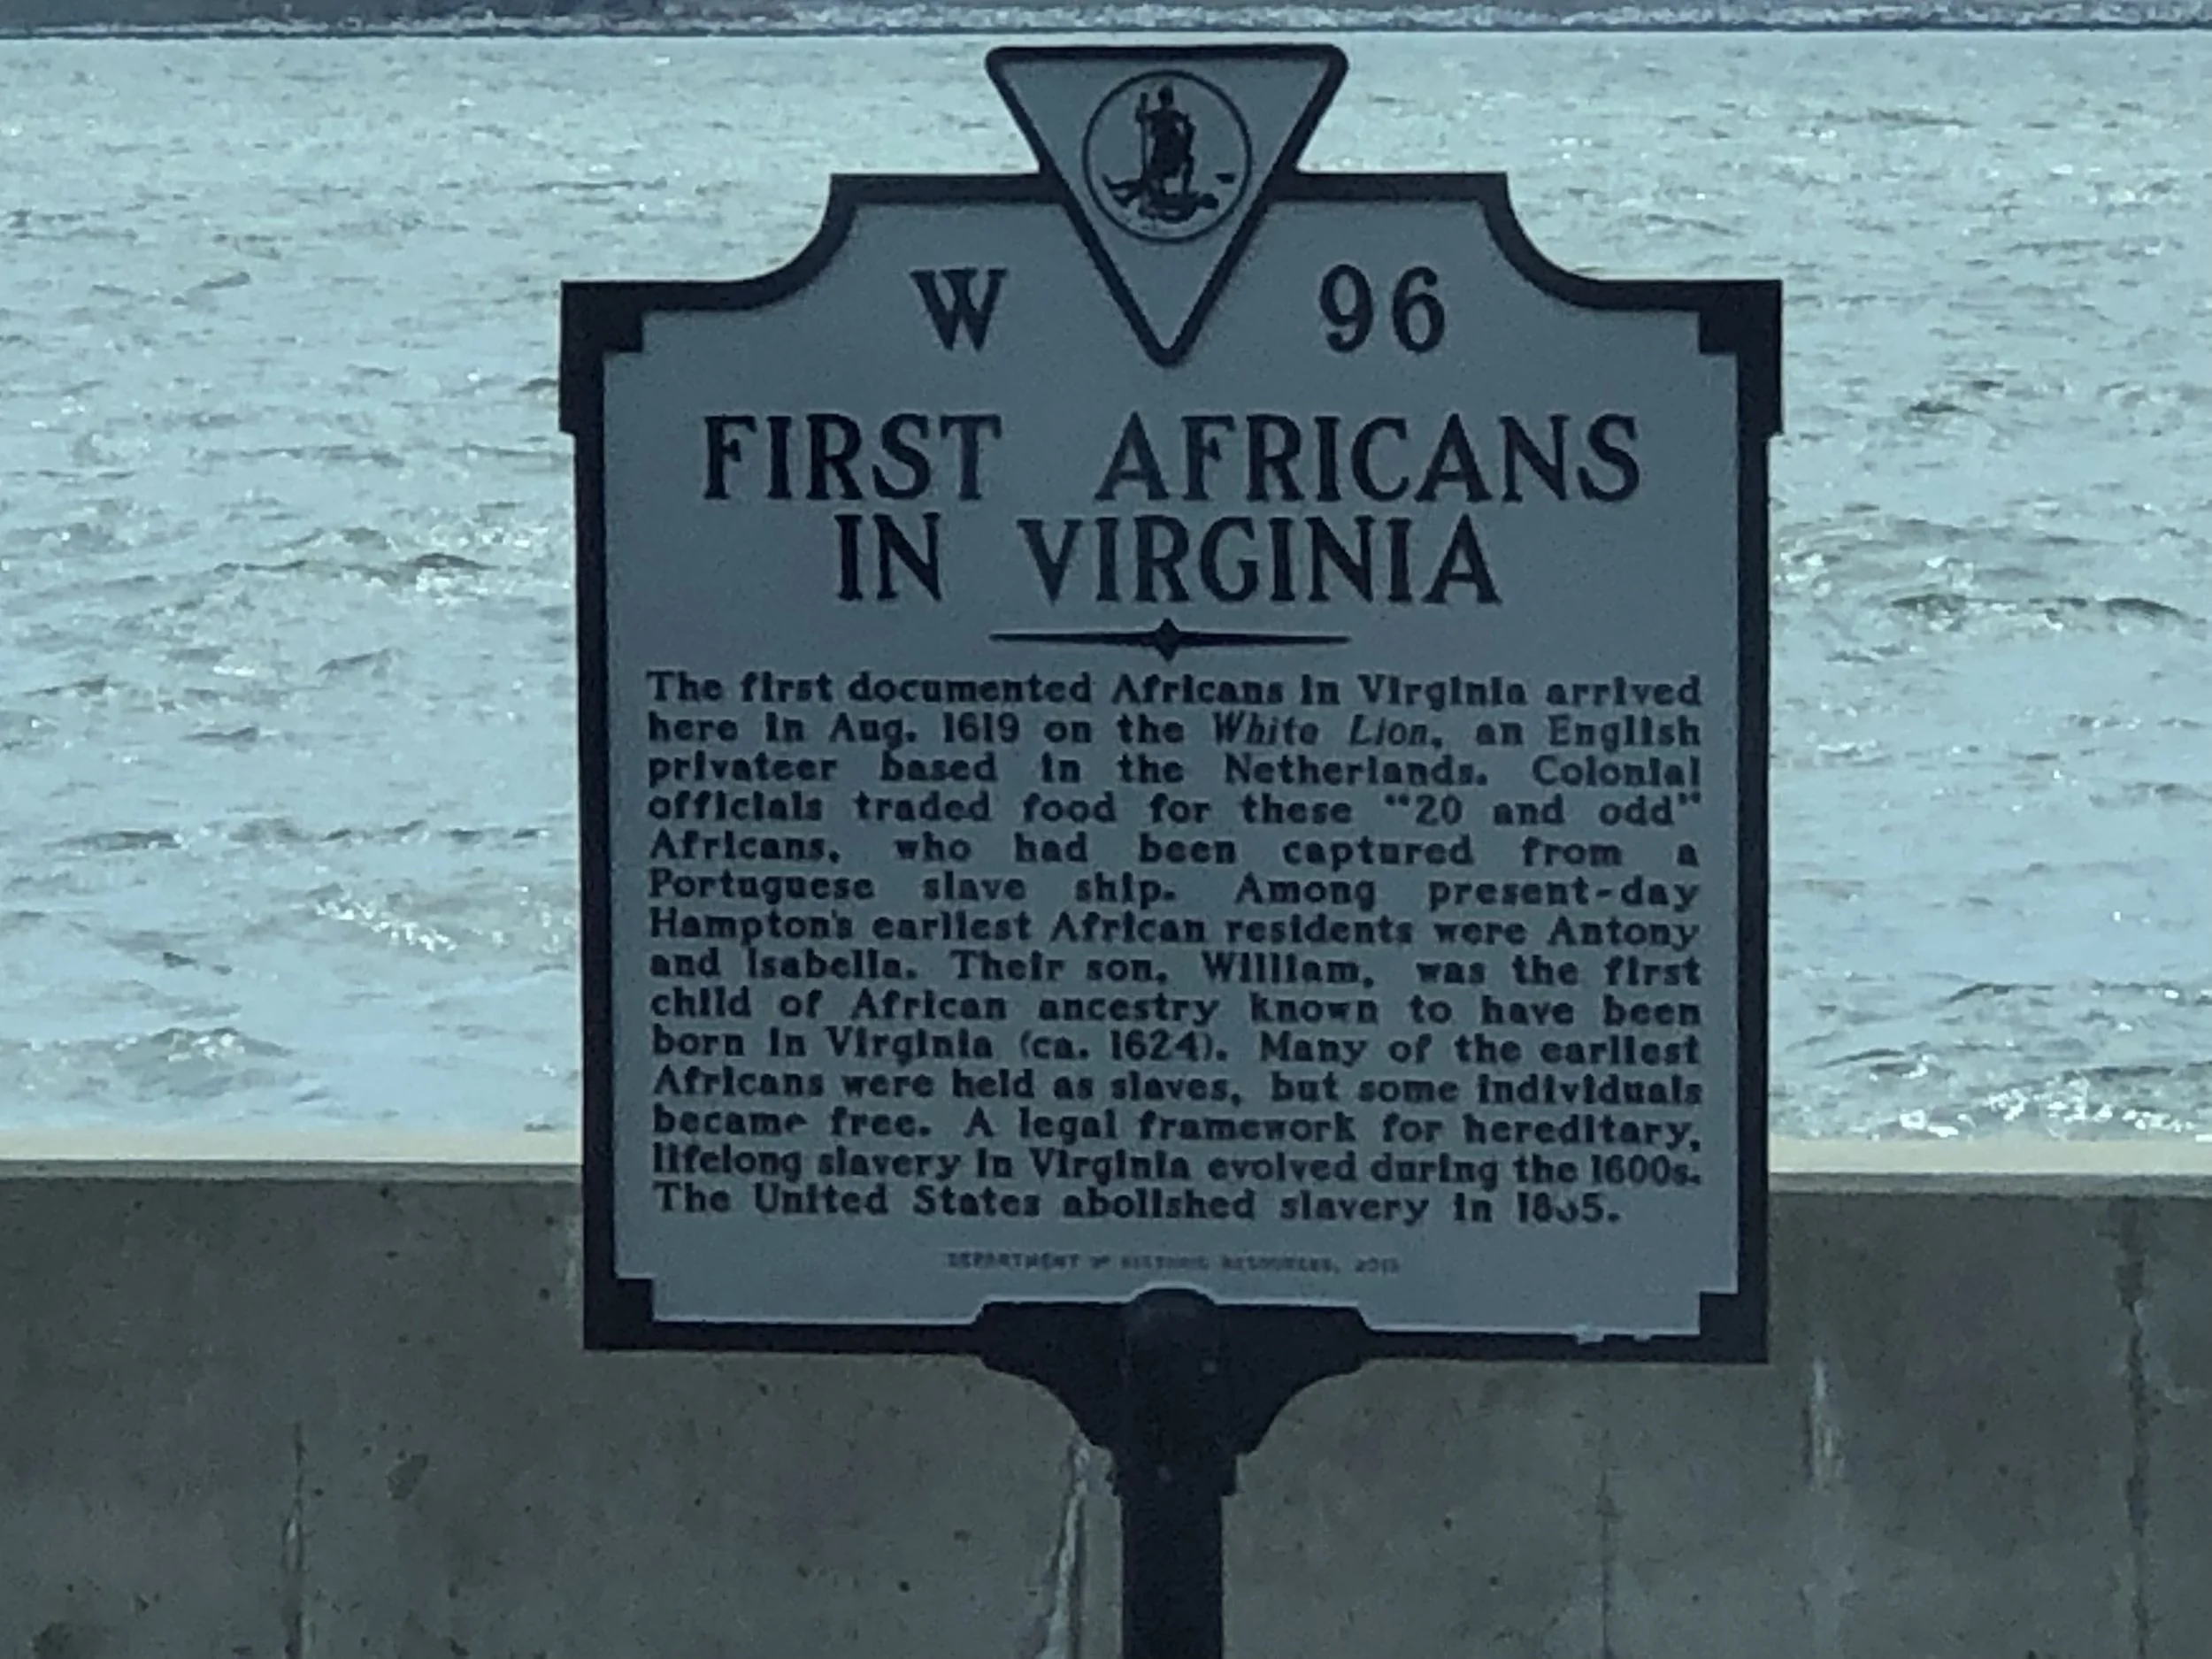 W 96
FIRST AFRICANS
IN VIRGINIA
The first documented Africans in Virginia arrived
here in Aug. 1619 on the White Lion, an English
privateer based in the Netherlands. Colonial
officials traded food for these "20 and odd"
Africans, who had been captured from a
Portuguese slave ship. Among present-day
Hampton's earliest African residents were Antony
and Isabella. Their son, William, was the first
child of African ancestry known to have been
born in Virginia (ca. 1624). Many of the earliest
Africans were held as slaves, but some individuals
became free. A legal framework for hereditary,
lifelong slavery in Virginia evolved during the 1600s.
The United States abolished slavery in 1865.
DEPARTMENT OF HISTORIC RESOURCES,